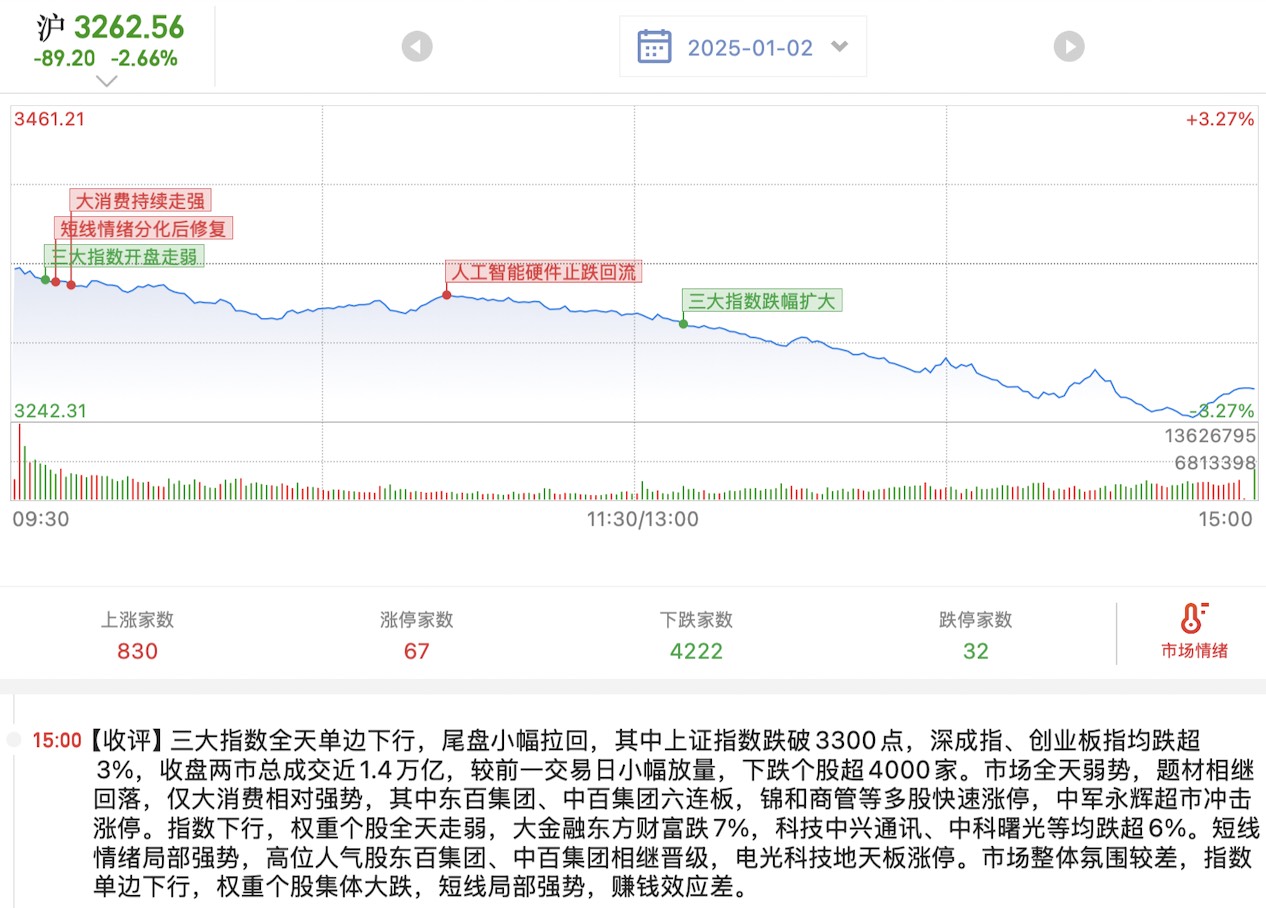 沪 3262.56
-89.20 -2.66%
2025-01-02
3461.21
+3.27%
大消费持续走强
短线情绪分化后修复
三大指数开盘走弱
人工智能硬件止跌回流
三大指数跌幅扩大
3242.31
-3.27%
13626795
6813398
09:30
11:30/13:00
15:00
上涨家数
涨停家数
下跌家数
跌停家数
830
67
4222
32
市场情绪
15:00【收评】三大指数全天单边下行，尾盘小幅拉回，其中上证指数跌破3300点，深成指、创业板指均跌超
3%，收盘两市总成交近1.4万亿，较前一交易日小幅放量，下跌个股超4000家。市场全天弱势，题材相继
回落，仅大消费相对强势，其中东百集团、中百集团六连板，锦和商管等多股快速涨停，中军永辉超市冲击
涨停。指数下行，权重个股全天走弱，大金融东方财富跌7%，科技中兴通讯、中科曙光等均跌超6%。短线
情绪局部强势，高位人气股东百集团、中百集团相继晋级，电光科技地天板涨停。市场整体氛围较差，指数
单边下行，权重个股集体大跌，短线局部强势，赚钱效应差。